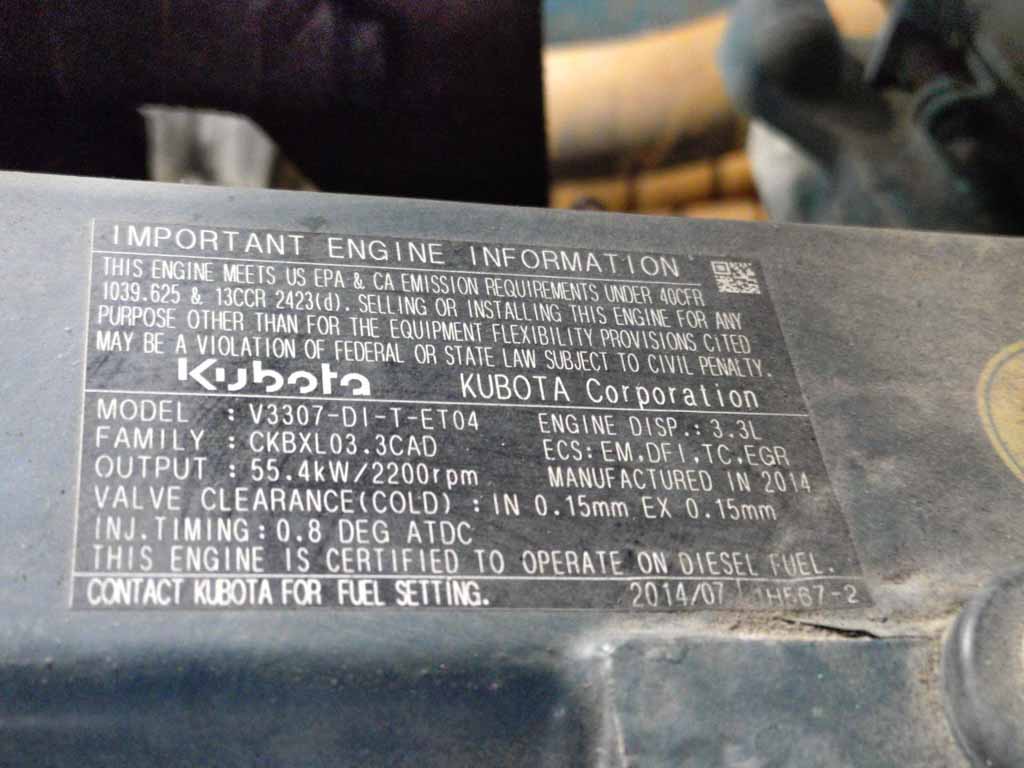 IMPORTANT ENGINE INFORMATION
THIS ENGINE MEETS US EPA & CA EMISSION REQUIREMENTS UNDER 40CFR
1039.625 & 13CCR 2423(d). SELLING OR INSTALLING THIS ENGINE FOR ANY
PURPOSE OTHER THAN FOR THE EQUIPMENT FLEXIBILITY PROVISIONS CITED
MAY BE A VIOLATION OF FEDERAL OR STATE LAW SUBJECT TO CIVIL PENALTY.
Kubota KUBOTA Corporation
MODEL : V3307-DI-T-ET04 ENGINE DISP.: 3.3L
FAMILY : CKBXL03.3CAD ECS: EM,DFI,TC,EGR
OUTPUT : 55.4kW/2200rpm MANUFACTURED IN 2014
VALVE CLEARANCE(COLD) : IN 0.15mm EX 0.15mm
INJ.TIMING : 0.8 DEG ATDC
THIS ENGINE IS CERTIFIED TO OPERATE ON DIESEL FUEL.
CONTACT KUBOTA FOR FUEL SETTING. 2014/07 1H567-2